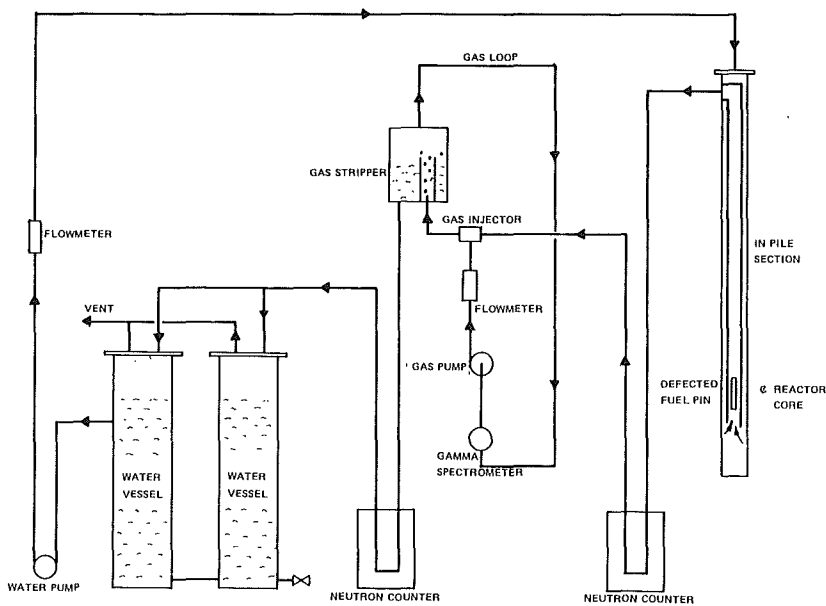 GAS LOOP
GAS STRIPPER
GAS INJECTOR
FLOWMETER
IN PILE
SECTION
VENT
FLOWMETER
GAS PUMP
DEFECTED
FUEL PIN
℄ REACTOR
CORE
GAMMA
SPECTROMETER
WATER
VESSEL
WATER
VESSEL
WATER PUMP
NEUTRON COUNTER
NEUTRON COUNTER